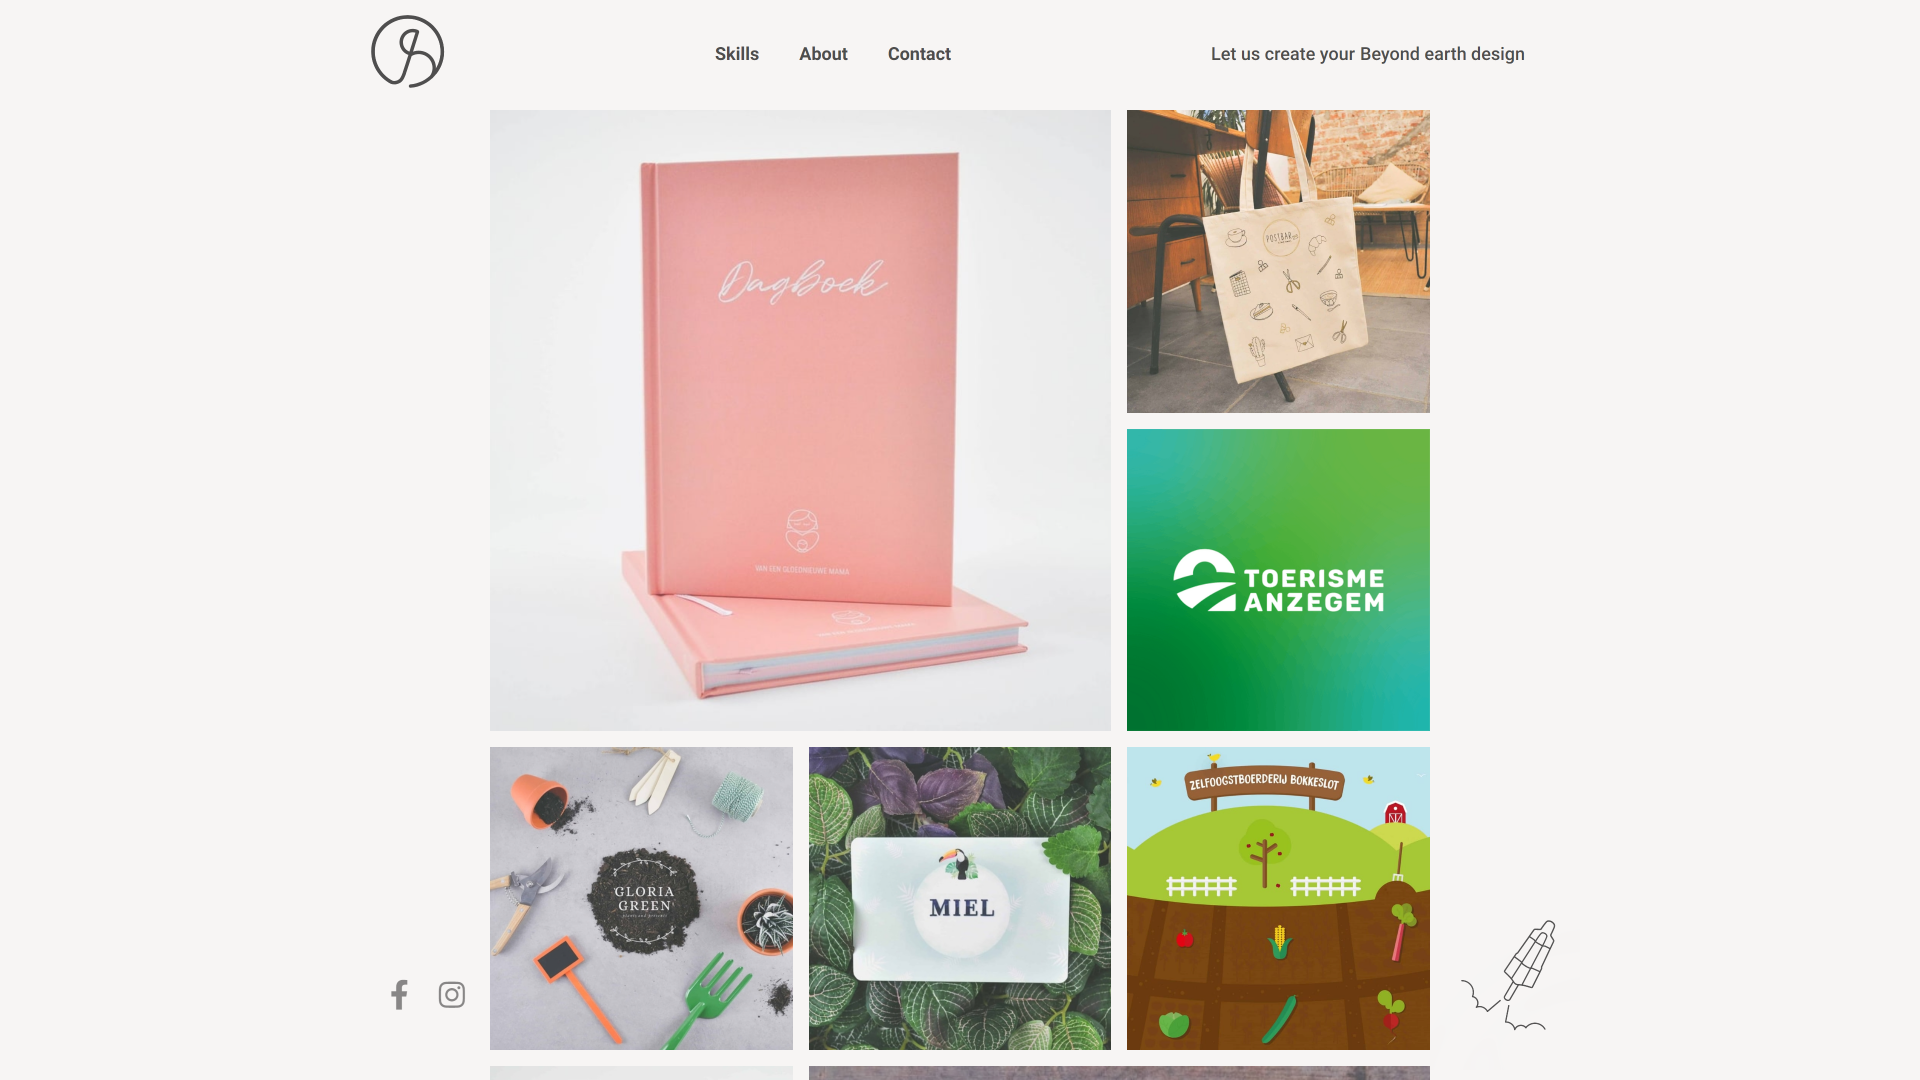 Skills
About
Contact
Let us create your Beyond earth design
Dagboek
VAN EEN GLOEDNIEUWE MAMA
POSTBAR
TOERISME
ANZEGEM
GLORIA
GREEN
MIEL
ZELFOOGSTBOERDERIJ BOKKESLOT